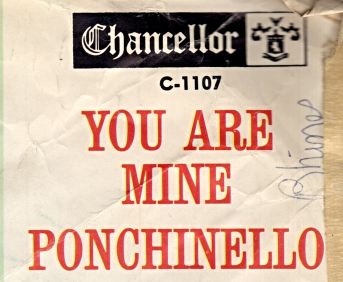 Chancellor
C-1107
YOU ARE
MINE
PONCHINELLO